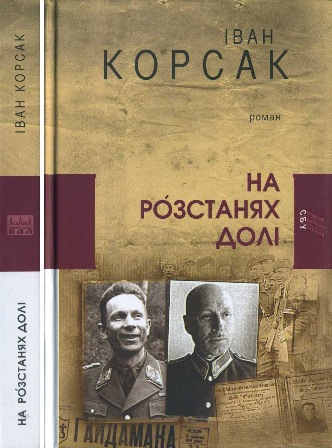 ІВАН КОРСАК
НА РО́ЗСТАНЯХ ДОЛІ
ІВАН
КОРСАК
роман
НА
РО́ЗСТАНЯХ
ДОЛІ
СБУ
ГАЙДАМАКА